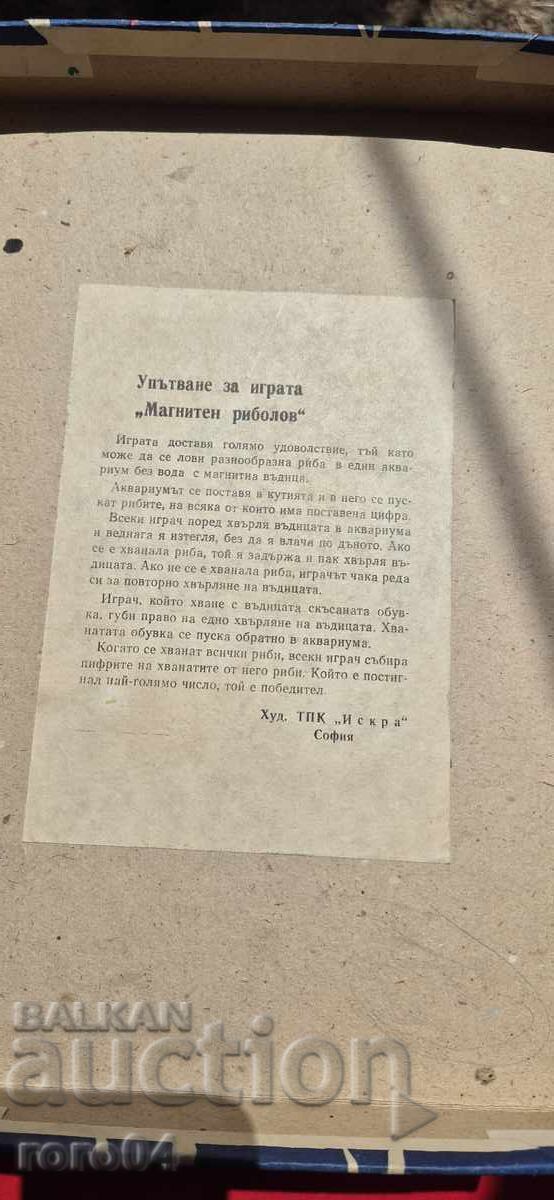 Упътване за играта
„Магнитен риболов"
Играта доставя голямо удоволствие, тъй като
може да се лови разнообразна риба в един аква-
риум без вода с магнитна въдица.
Аквариумът се поставя в кутията и в него се пус-
кат рибите, на всяка от които има поставена цифра.
Всеки играч поред хвърля въдицата в аквариума
и веднага я изтегля, без да я влачи по дъното. Ако
се е хванала риба, той я задържа и пак хвърля въ-
дицата. Ако не се е хванала риба, играчът чака реда
си за повторно хвърляне на въдицата.
Играч, който хване с въдицата скъсаната обув-
ка, губи право на едно хвърляне на въдицата. Хва-
натата обувка се пуска обратно в аквариума.
Когато се хванат всички риби, всеки играч събира
цифрите на хванатите от него риби. Който е постиг-
нал най-голямо число, той е победител
Худ. ТПК „Искра"
София
BALKAN
auction
roro04